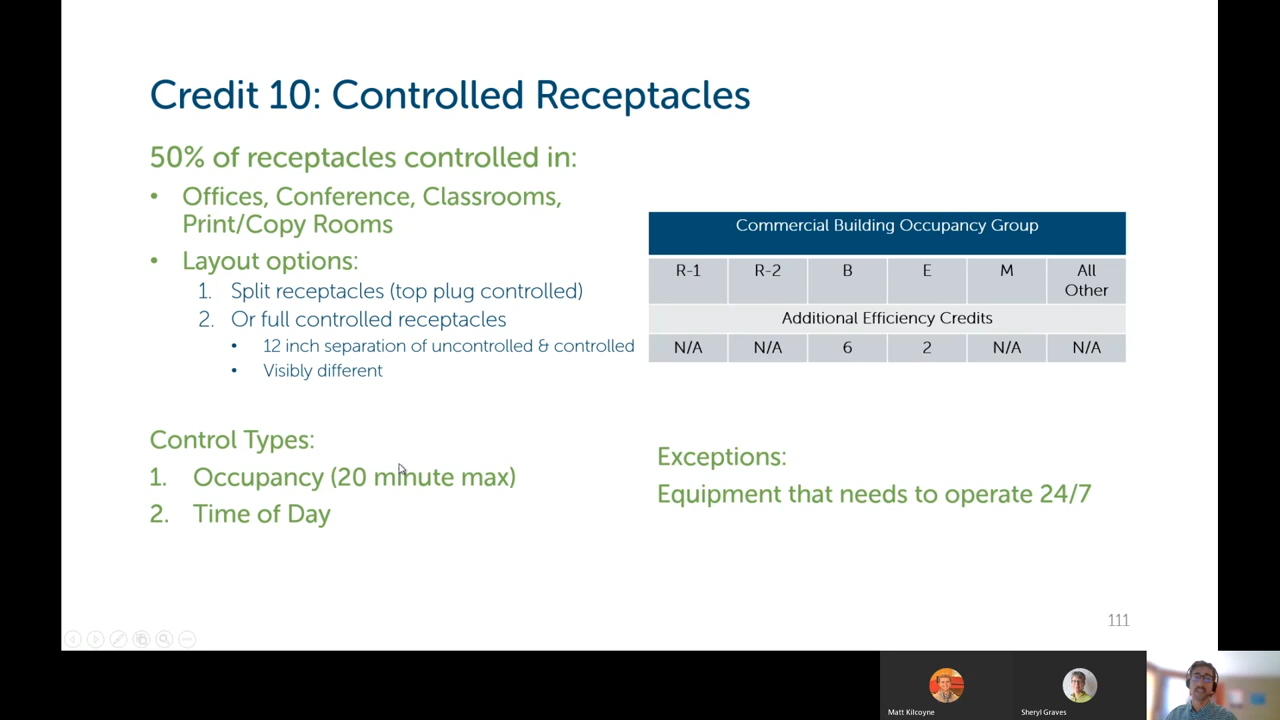 Credit 10: Controlled Receptacles
50% of receptacles controlled in:
• Offices, Conference, Classrooms,
Print/Copy Rooms
• Layout options:
1. Split receptacles (top plug controlled)
2. Or full controlled receptacles
• 12 inch separation of uncontrolled & controlled
• Visibly different
Control Types:
1. Occupancy (20 minute max)
2. Time of Day
Commercial Building Occupancy Group
R-1 R-2 B E M All
Other
Additional Efficiency Credits
N/A N/A 6 2 N/A N/A
Exceptions:
Equipment that needs to operate 24/7
111
Matt Kilcoyne Sheryl Graves